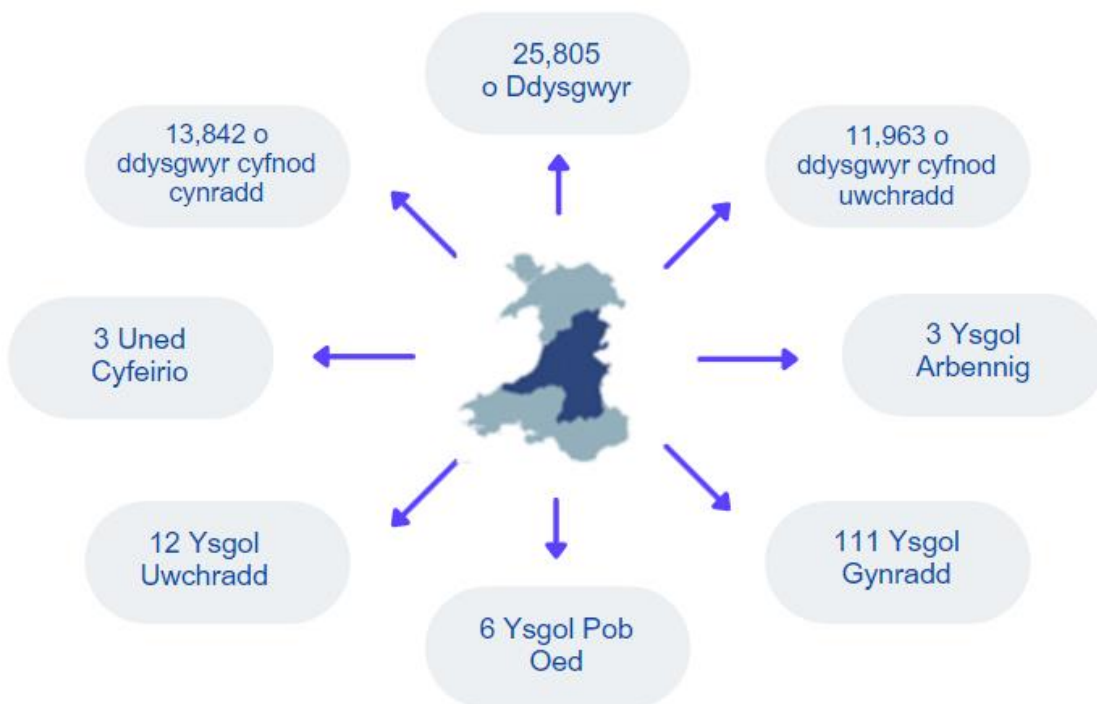 25,805
o Ddysgwyr
13,842 o
ddysgwyr cyfnod
cynradd
11,963 o
ddysgwyr cyfnod
uwchradd
3 Uned
Cyfeirio
3 Ysgol
Arbennig
12 Ysgol
Uwchradd
111 Ysgol
Gynradd
6 Ysgol Pob
Oed